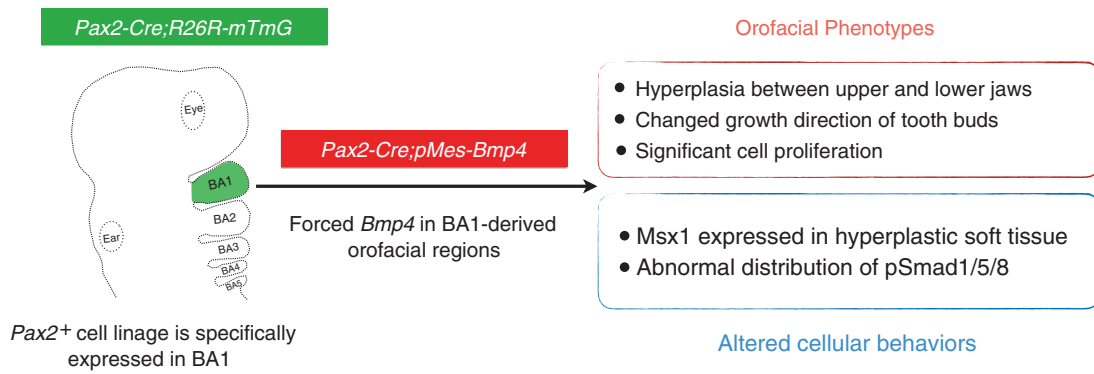 Pax2-Cre;R26R-mTmG
Eye
BA1
BA2
BA3
BA4
BA5
Ear
Pax2+ cell lineage is specifically
expressed in BA1
Pax2-Cre;pMes-Bmp4
Forced Bmp4 in BA1-derived
orofacial regions
Orofacial Phenotypes
● Hyperplasia between upper and lower jaws
● Changed growth direction of tooth buds
● Significant cell proliferation
● Msx1 expressed in hyperplastic soft tissue
● Abnormal distribution of pSmad1/5/8
Altered cellular behaviors